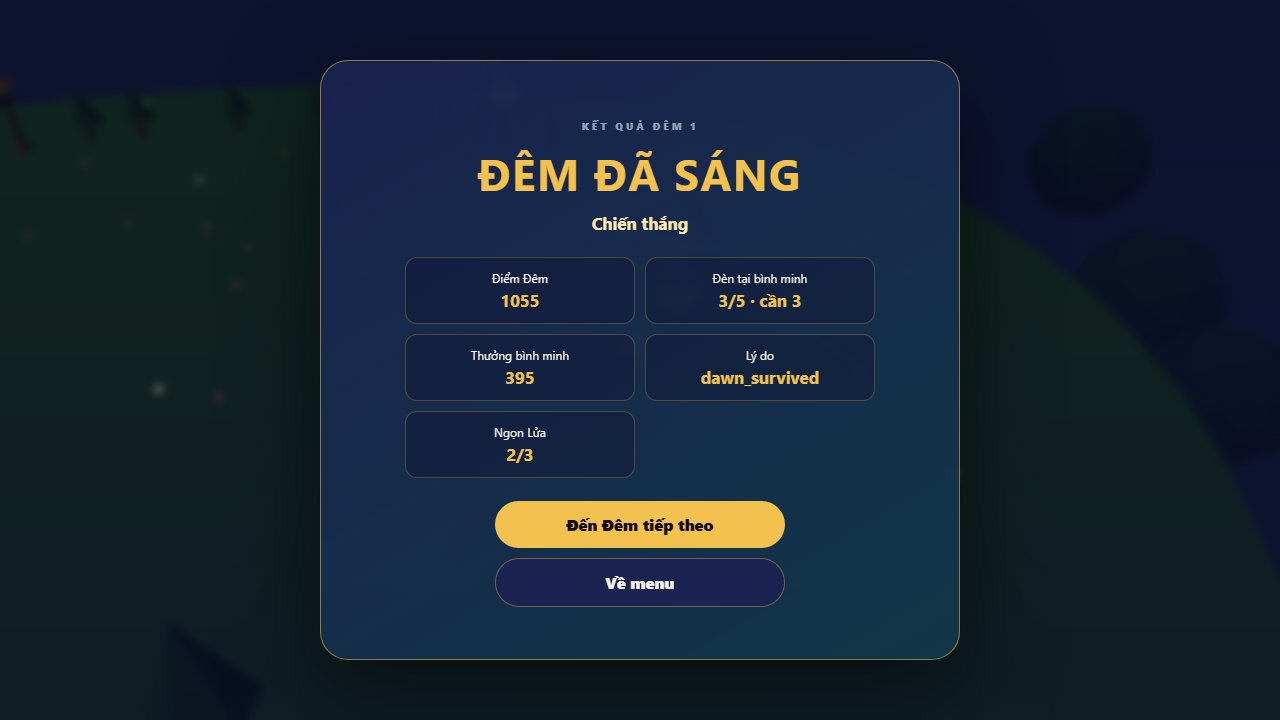 KẾT QUẢ ĐÊM 1
ĐÊM ĐÃ SÁNG
Chiến thắng
Điểm Đêm
1055
Đèn tại bình minh
3/5 · cần 3
Thưởng bình minh
395
Lý do
dawn_survived
Ngọn Lửa
2/3
Đến Đêm tiếp theo
Về menu